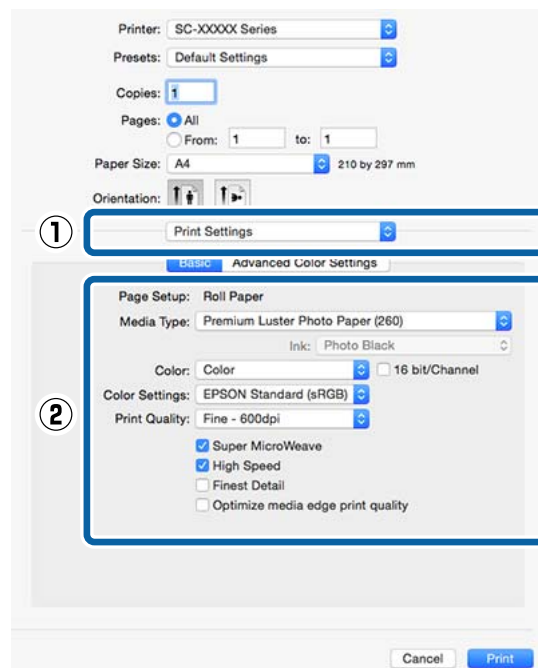 Printer: SC-XXXXX Series
Presets: Default Settings
Copies: 1
Pages: All
From: 1 to: 1
Paper Size: A4 210 by 297 mm
Orientation:
1 Print Settings
Basic Advanced Color Settings
Page Setup: Roll Paper
Media Type: Premium Luster Photo Paper (260)
Ink: Photo Black
Color: Color 16 bit/Channel
Color Settings: EPSON Standard (sRGB)
2 Print Quality: Fine - 600dpi
Super MicroWeave
High Speed
Finest Detail
Optimize media edge print quality
Cancel Print